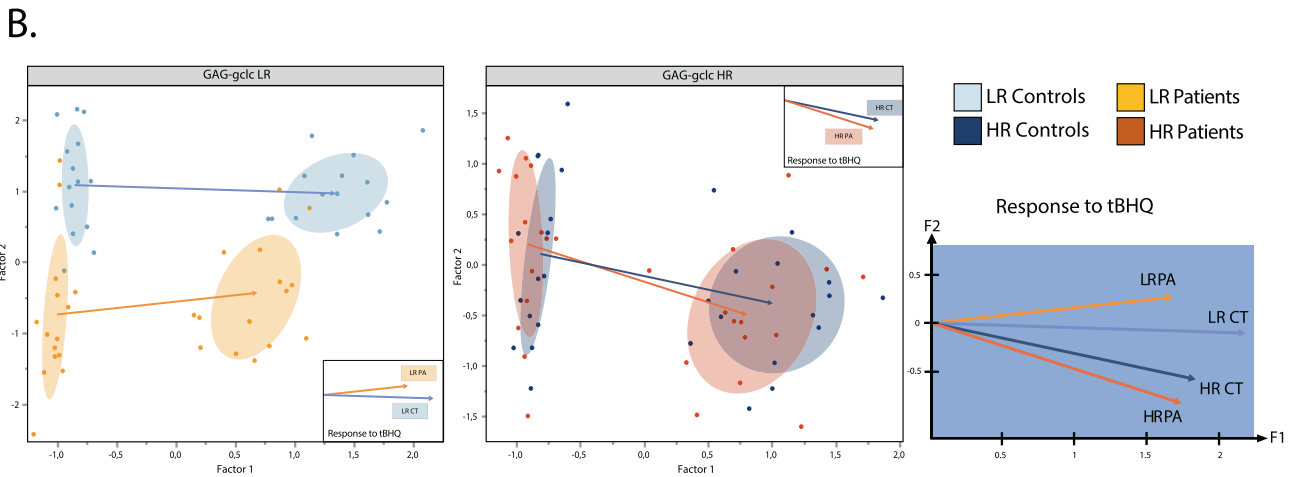 B.
GAG-gclc LR
Factor 2
2
1
0
-1
-2
-1,0
-0,5
0,0
0,5
1,0
1,5
2,0
Factor 1
LR PA
LR CT
Response to tBHQ
GAG-gclc HR
Factor 2
1,5
1,0
0,5
0,0
-0,5
-1,0
-1,5
-1,0
-0,5
0,0
0,5
1,0
1,5
2,0
Factor 1
HR CT
HR PA
Response to tBHQ
LR Controls
LR Patients
HR Controls
HR Patients
Response to tBHQ
F2
0.5
0
-0.5
LRPA
LR CT
HR CT
HRPA
F1
0.5
1
1.5
2